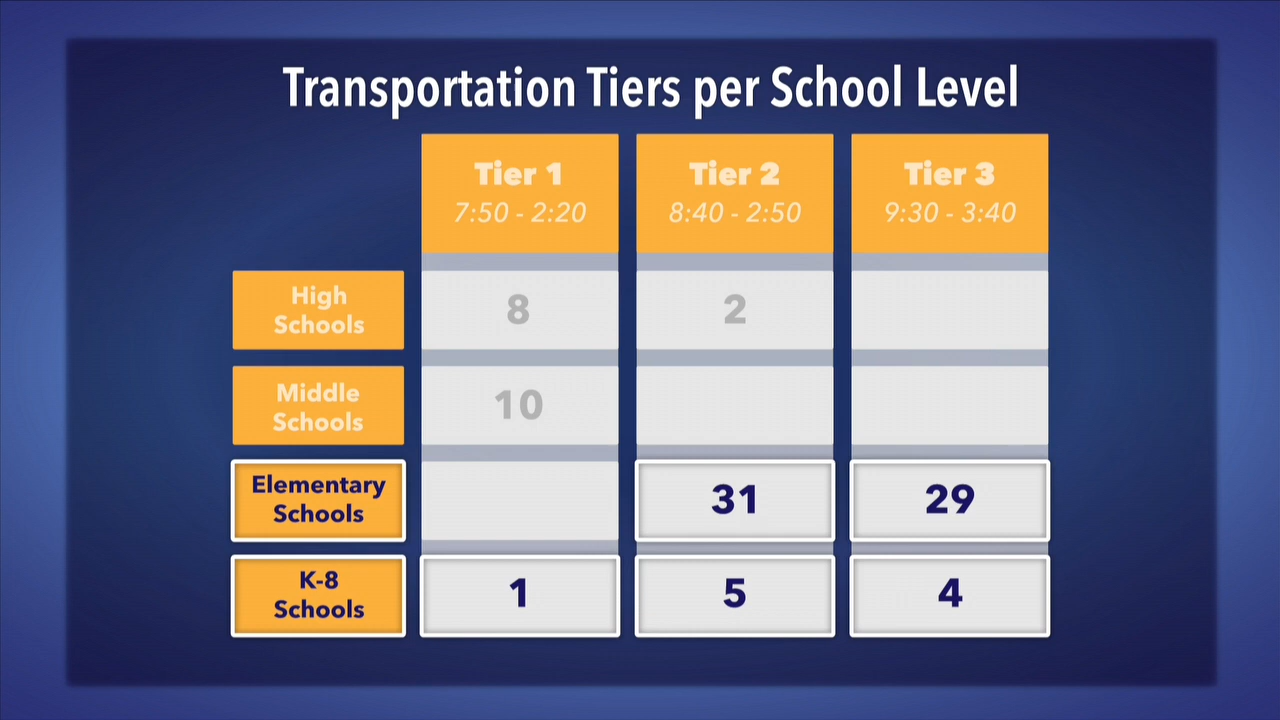 Transportation Tiers per School Level
Tier 1
7:50 - 2:20
Tier 2
8:40 - 2:50
Tier 3
9:30 - 3:40
High
Schools
8
2
Middle
Schools
10
Elementary
Schools
31
29
K-8
Schools
1
5
4